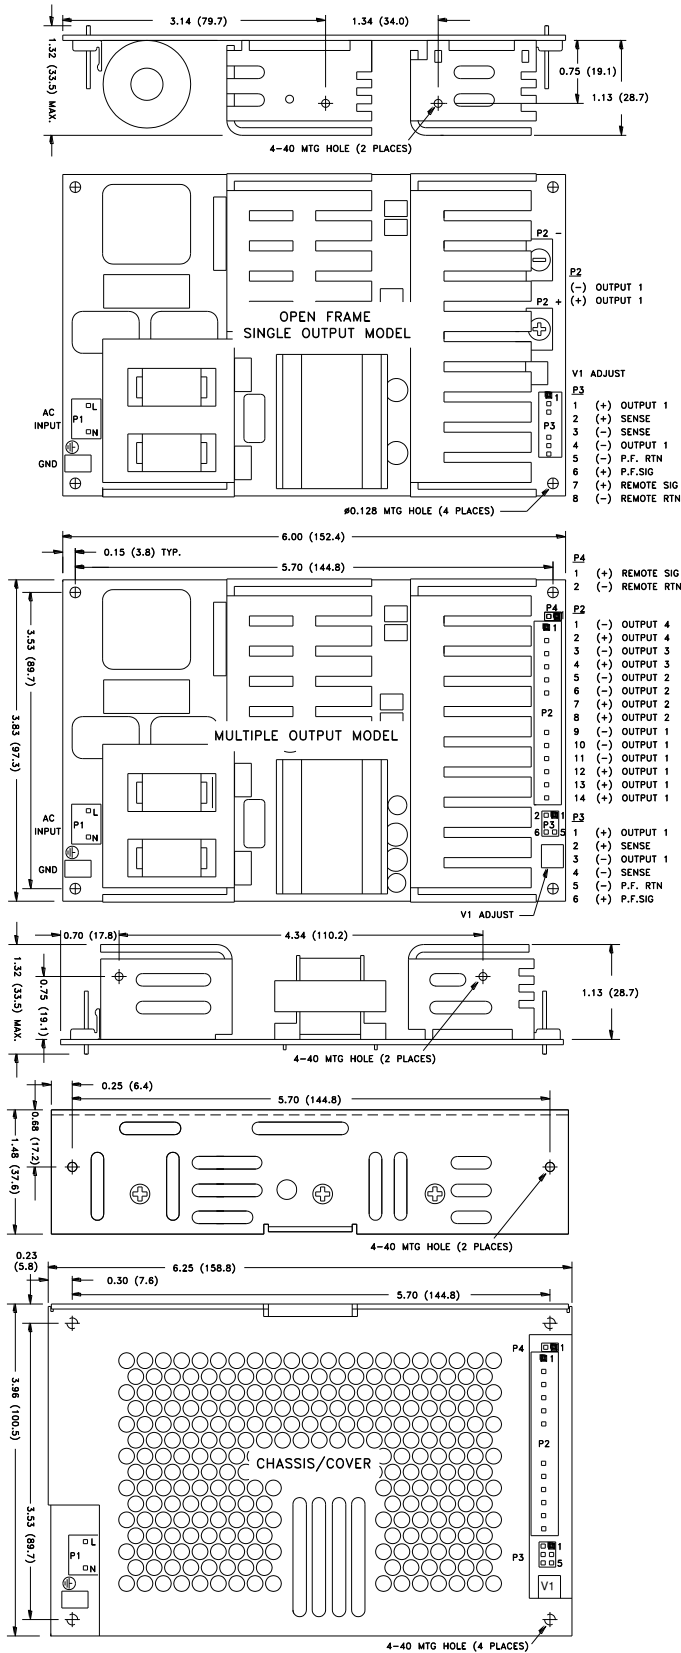 3.14 (79.7)
1.34 (34.0)
1.32
(33.5) MAX.
0.75 (19.1)
1.13 (28.7)
4-40 MTG HOLE (2 PLACES)
P2 -
P2
(-) OUTPUT 1
(+) OUTPUT 1
P2 +
OPEN FRAME
SINGLE OUTPUT MODEL
V1 ADJUST
P3
1 (+) OUTPUT 1
2 (+) SENSE
3 (-) SENSE
4 (-) OUTPUT 1
5 (-) P.F. RTN
6 (+) P.F.SIG
7 (+) REMOTE SIG
8 (-) REMOTE RTN
1
P3
AC
INPUT
P1
L
N
GND
ø0.128 MTG HOLE (4 PLACES)
6.00 (152.4)
0.15 (3.8) TYP.
5.70 (144.8)
P4
1 (+) REMOTE SIG
2 (-) REMOTE RTN
P2
1 (-) OUTPUT 4
2 (+) OUTPUT 4
3 (-) OUTPUT 3
4 (+) OUTPUT 3
5 (-) OUTPUT 2
6 (-) OUTPUT 2
7 (+) OUTPUT 2
8 (+) OUTPUT 2
9 (-) OUTPUT 1
10 (-) OUTPUT 1
11 (-) OUTPUT 1
12 (+) OUTPUT 1
13 (+) OUTPUT 1
14 (+) OUTPUT 1
P3
1 (+) OUTPUT 1
2 (+) SENSE
3 (-) OUTPUT 1
4 (-) SENSE
5 (-) P.F. RTN
6 (+) P.F.SIG
P4
1
P2
2 1
P3
6 5
3.53
(89.7)
3.83 (97.3)
MULTIPLE OUTPUT MODEL
AC
INPUT
P1
L
N
GND
V1 ADJUST
0.70 (17.8)
4.34 (110.2)
1.32
(33.5) MAX.
0.75
(19.1)
1.13 (28.7)
4-40 MTG HOLE (2 PLACES)
0.25 (6.4)
5.70 (144.8)
0.68
(17.2)
1.48 (37.6)
4-40 MTG HOLE (2 PLACES)
0.23
(5.8)
6.25 (158.8)
0.30 (7.6)
5.70 (144.8)
3.96 (100.5)
3.53
(89.7)
P4
1
1
P2
CHASSIS/COVER
P3
1
5
V1
P1
L
N
4-40 MTG HOLE (4 PLACES)